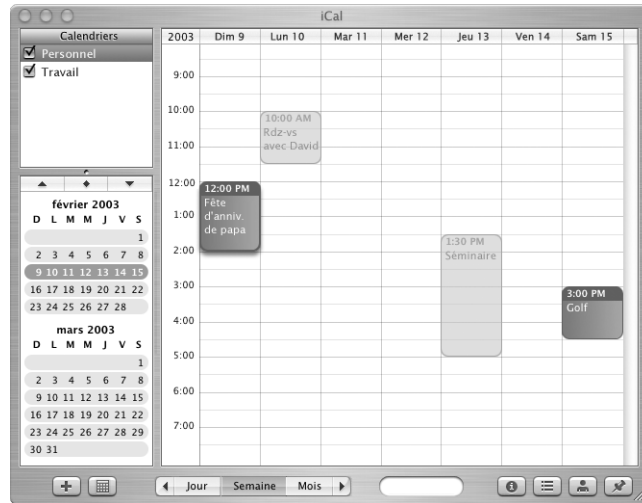 iCal
Calendriers
Personnel
Travail
février 2003
D L M M J V S
1
2 3 4 5 6 7 8
9 10 11 12 13 14 15
16 17 18 19 20 21 22
23 24 25 26 27 28
mars 2003
D L M M J V S
1
2 3 4 5 6 7 8
9 10 11 12 13 14 15
16 17 18 19 20 21 22
23 24 25 26 27 28 29
30 31
2003 Dim 9 Lun 10 Mar 11 Mer 12 Jeu 13 Ven 14 Sam 15
9:00
10:00
11:00
12:00
1:00
2:00
3:00
4:00
5:00
6:00
7:00
12:00 PM
Fête
d'anniv.
de papa
10:00 AM
Rdz-vs
avec David
1:30 PM
Séminaire
3:00 PM
Golf
Jour Semaine Mois